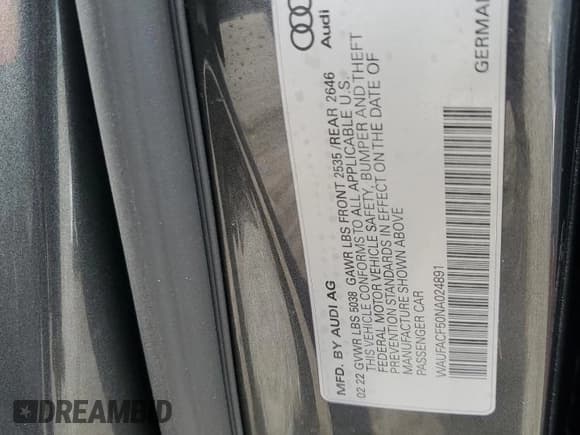 Audi
GERMAN
MFD. BY AUDI AG
02 22 GVWR LBS 5038 GAWR LBS FRONT 2535 /REAR 2646
THIS VEHICLE CONFORMS TO ALL APPLICABLE U.S.
FEDERAL MOTOR VEHICLE SAFETY, BUMPER AND THEFT
PREVENTION STANDARDS IN EFFECT ON THE DATE OF
MANUFACTURE SHOWN ABOVE
PASSENGER CAR
WAUFACF50NA024891
DREAMBID